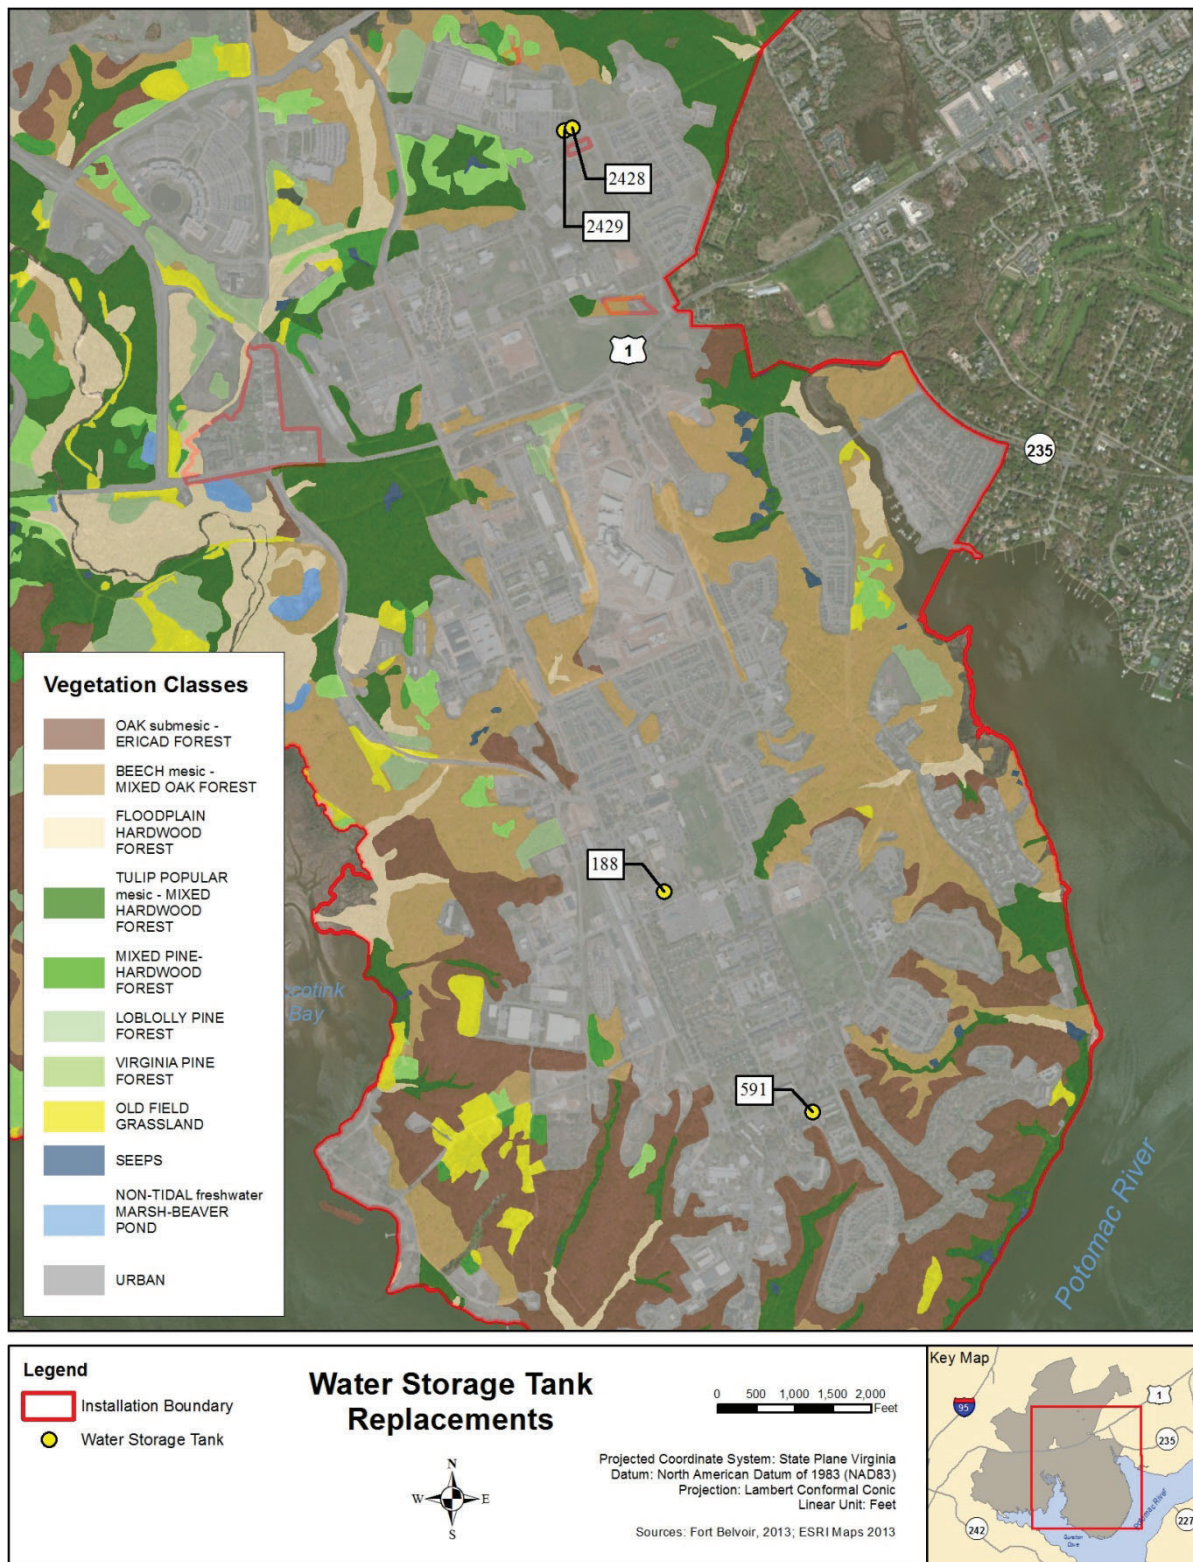 2428
2429
1
235
188
591
cotink
Bay
Potomac River
Vegetation Classes
OAK submesic -
ERICAD FOREST
BEECH mesic -
MIXED OAK FOREST
FLOODPLAIN
HARDWOOD
FOREST
TULIP POPULAR
mesic - MIXED
HARDWOOD
FOREST
MIXED PINE-
HARDWOOD
FOREST
LOBLOLLY PINE
FOREST
VIRGINIA PINE
FOREST
OLD FIELD
GRASSLAND
SEEPS
NON-TIDAL freshwater
MARSH-BEAVER
POND
URBAN
Legend
Installation Boundary
Water Storage Tank
Water Storage Tank
Replacements
N
W E
S
0 500 1,000 1,500 2,000
Feet
Projected Coordinate System: State Plane Virginia
Datum: North American Datum of 1983 (NAD83)
Projection: Lambert Conformal Conic
Linear Unit: Feet
Sources: Fort Belvoir, 2013; ESRI Maps 2013
Key Map
95
1
235
242
227
Potomac River
Gunston
Cove